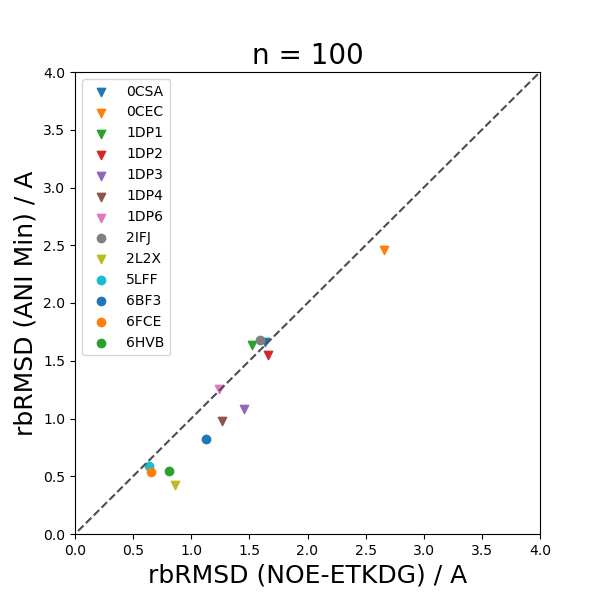 n = 100
rbRMSD (ANI Min) / A
4.0
3.5
3.0
2.5
2.0
1.5
1.0
0.5
0.0
0CSA
0CEC
1DP1
1DP2
1DP3
1DP4
1DP6
2IFJ
2L2X
5LFF
6BF3
6FCE
6HVB
0.0 0.5 1.0 1.5 2.0 2.5 3.0 3.5 4.0
rbRMSD (NOE-ETKDG) / A